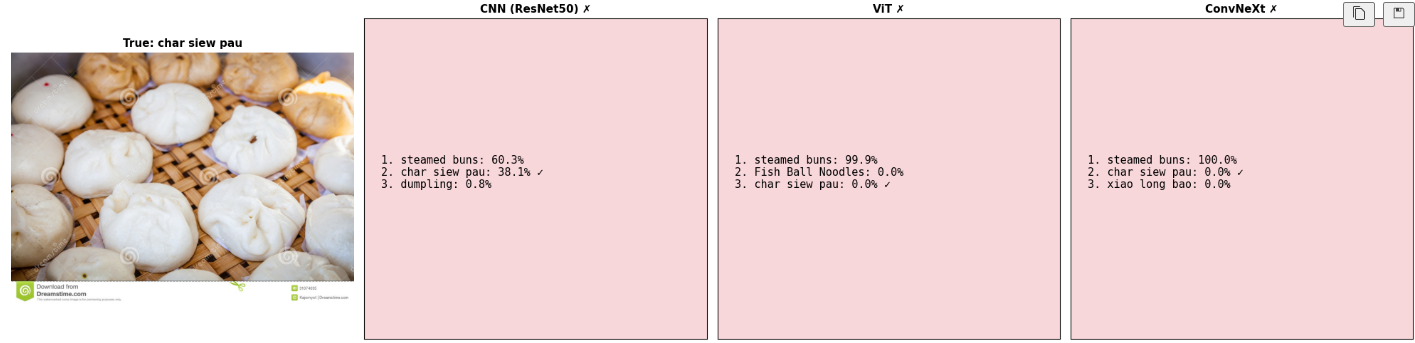 True: char siew pau
Download from
Dreamstime.com
CNN (ResNet50) ✗
1. steamed buns: 60.3%
2. char siew pau: 38.1% ✓
3. dumpling: 0.8%
ViT ✗
1. steamed buns: 99.9%
2. Fish Ball Noodles: 0.0%
3. char siew pau: 0.0% ✓
ConvNeXt ✗
1. steamed buns: 100.0%
2. char siew pau: 0.0% ✓
3. xiao long bao: 0.0%